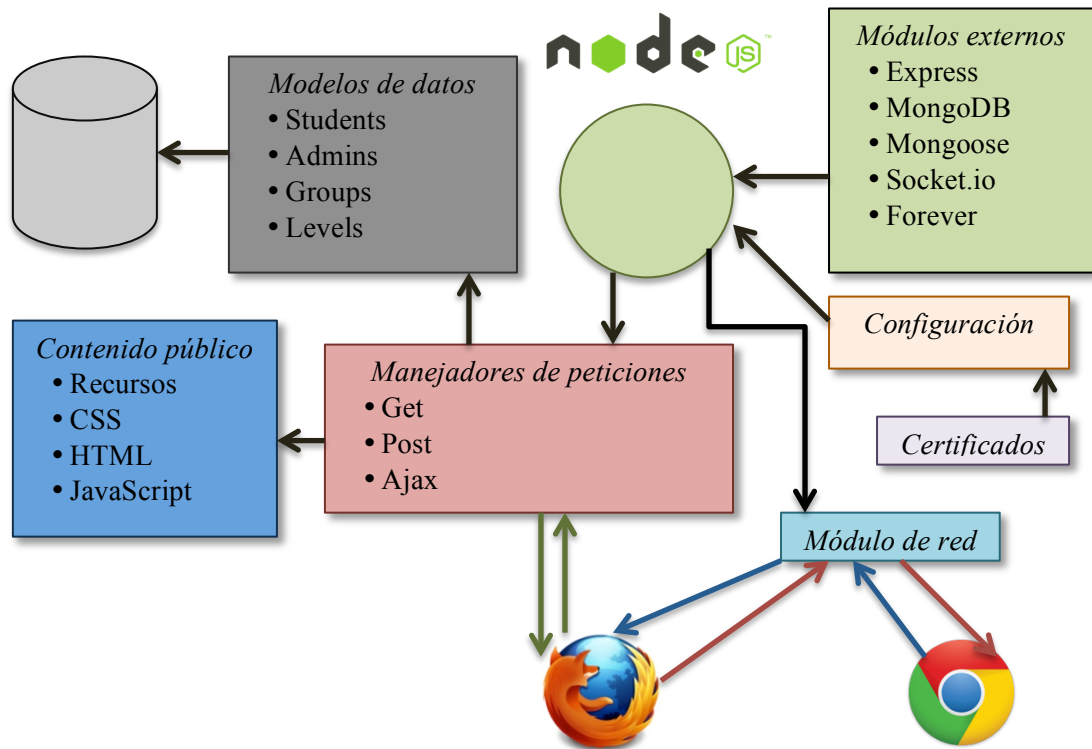 node JS ™
Módulos externos
• Express
• MongoDB
• Mongoose
• Socket.io
• Forever
Modelos de datos
• Students
• Admins
• Groups
• Levels
Configuración
Contenido público
• Recursos
• CSS
• HTML
• JavaScript
Manejadores de peticiones
• Get
• Post
• Ajax
Certificados
Módulo de red